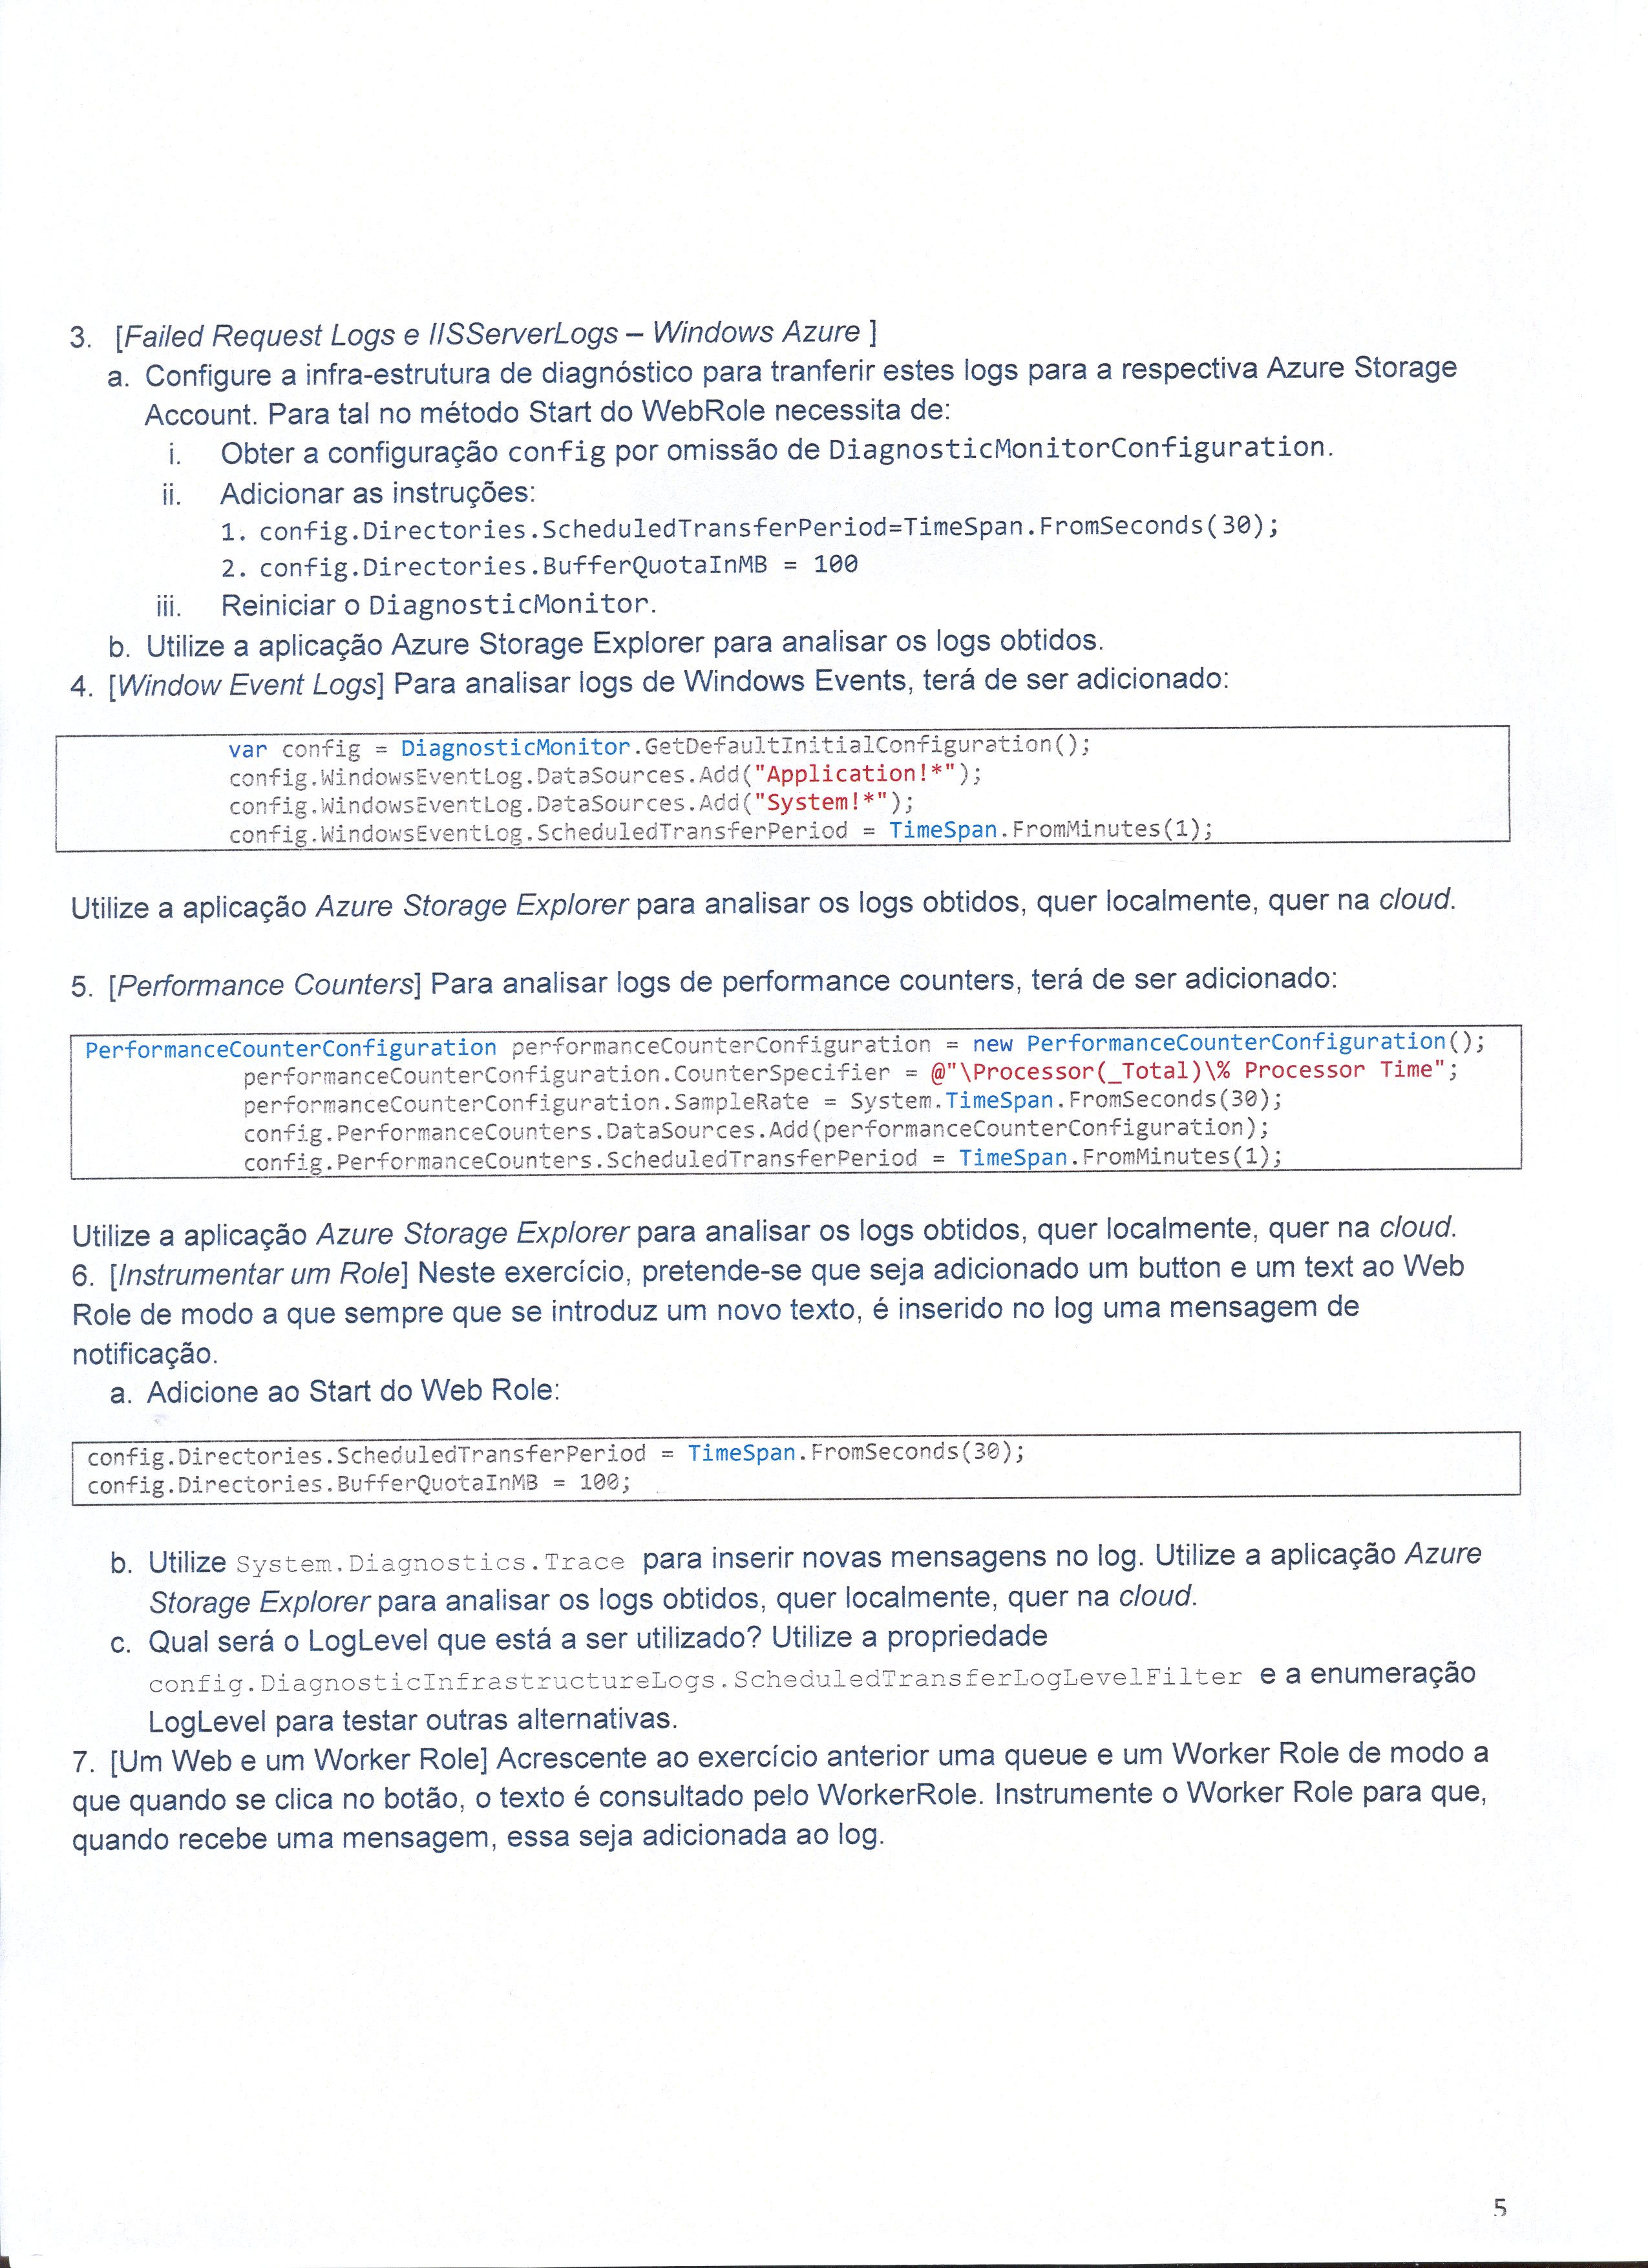 3. [Failed Request Logs e IISServerLogs – Windows Azure ]
a. Configure a infra-estrutura de diagnóstico para tranferir estes logs para a respectiva Azure Storage
Account. Para tal no método Start do WebRole necessita de:
i. Obter a configuração config por omissão de DiagnosticMonitorConfiguration.
ii. Adicionar as instruções:
1. config.Directories.ScheduledTransferPeriod=TimeSpan.FromSeconds(30);
2. config.Directories.BufferQuotaInMB = 100
iii. Reiniciar o DiagnosticMonitor.
b. Utilize a aplicação Azure Storage Explorer para analisar os logs obtidos.
4. [Window Event Logs] Para analisar logs de Windows Events, terá de ser adicionado:
var config = DiagnosticMonitor.GetDefaultInitialConfiguration();
config.WindowsEventLog.DataSources.Add("Application!*");
config.WindowsEventLog.DataSources.Add("System!*");
config.WindowsEventLog.ScheduledTransferPeriod = TimeSpan.FromMinutes(1);
Utilize a aplicação Azure Storage Explorer para analisar os logs obtidos, quer localmente, quer na cloud.
5. [Performance Counters] Para analisar logs de performance counters, terá de ser adicionado:
PerformanceCounterConfiguration performanceCounterConfiguration = new PerformanceCounterConfiguration();
performanceCounterConfiguration.CounterSpecifier = @"\Processor(_Total)\% Processor Time";
performanceCounterConfiguration.SampleRate = System.TimeSpan.FromSeconds(30);
config.PerformanceCounters.DataSources.Add(performanceCounterConfiguration);
config.PerformanceCounters.ScheduledTransferPeriod = TimeSpan.FromMinutes(1);
Utilize a aplicação Azure Storage Explorer para analisar os logs obtidos, quer localmente, quer na cloud.
6. [Instrumentar um Role] Neste exercício, pretende-se que seja adicionado um button e um text ao Web
Role de modo a que sempre que se introduz um novo texto, é inserido no log uma mensagem de
notificação.
a. Adicione ao Start do Web Role:
config.Directories.ScheduledTransferPeriod = TimeSpan.FromSeconds(30);
config.Directories.BufferQuotaInMB = 100;
b. Utilize System.Diagnostics.Trace para inserir novas mensagens no log. Utilize a aplicação Azure
Storage Explorer para analisar os logs obtidos, quer localmente, quer na cloud.
c. Qual será o LogLevel que está a ser utilizado? Utilize a propriedade
config.DiagnosticInfrastructureLogs.ScheduledTransferLogLevelFilter e a enumeração
LogLevel para testar outras alternativas.
7. [Um Web e um Worker Role] Acrescente ao exercício anterior uma queue e um Worker Role de modo a
que quando se clica no botão, o texto é consultado pelo WorkerRole. Instrumente o Worker Role para que,
quando recebe uma mensagem, essa seja adicionada ao log.
5